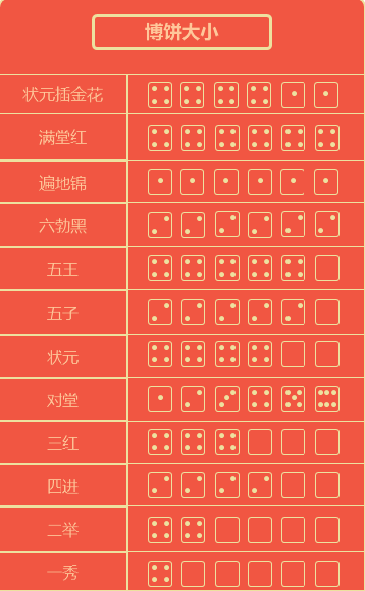 博饼大小
状元插金花
满堂红
遍地锦
六勃黑
五王
五子
状元
对堂
三红
四进
二举
一秀